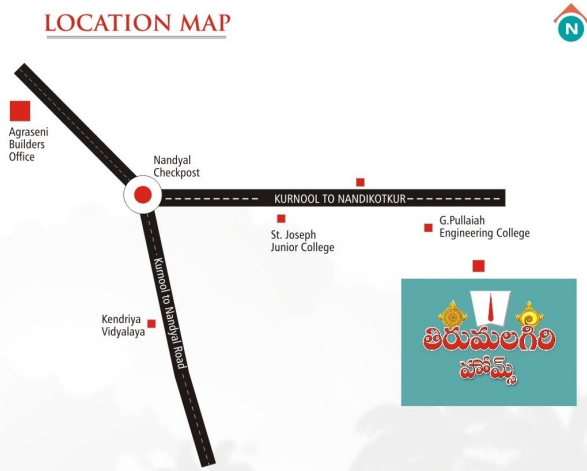 LOCATION MAP
N
Agraseni
Builders
Office
Nandyal
Checkpost
KURNOOL TO NANDIKOTKUR
St. Joseph
Junior College
G.Pullaiah
Engineering College
Kendriya
Vidyalaya
Kurnool to Nandyal Road
తిరుమలగిరి
హోమ్స్